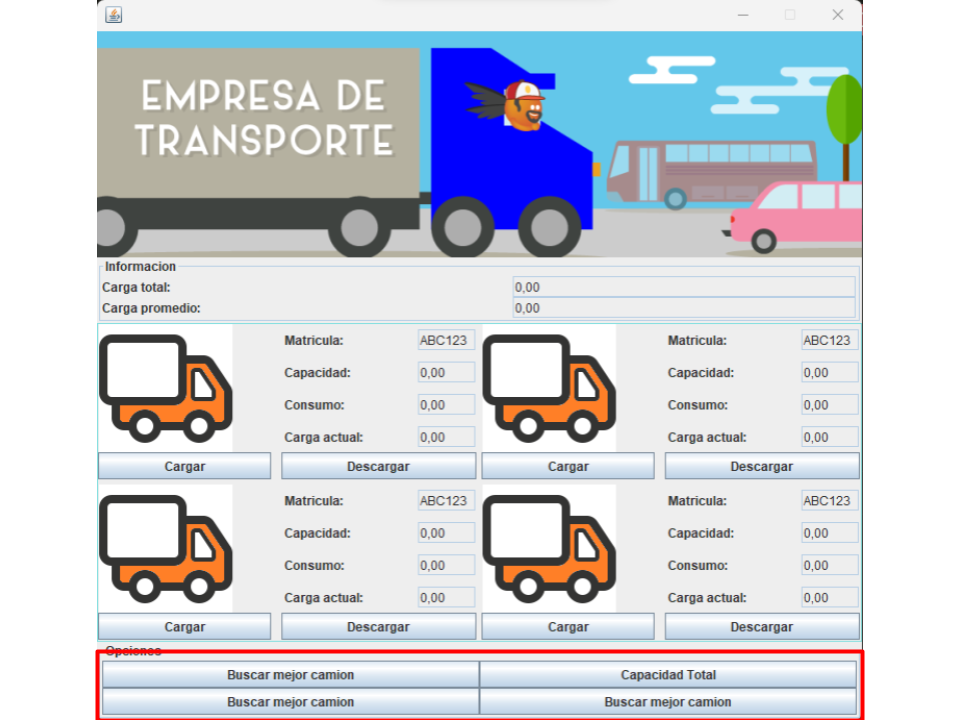 EMPRESA DE
TRANSPORTE
Informacion
Carga total: 0,00
Carga promedio: 0,00
Matricula: ABC123 Matricula: ABC123
Capacidad: 0,00 Capacidad: 0,00
Consumo: 0,00 Consumo: 0,00
Carga actual: 0,00 Carga actual: 0,00
Cargar Descargar Cargar Descargar
Matricula: ABC123 Matricula: ABC123
Capacidad: 0,00 Capacidad: 0,00
Consumo: 0,00 Consumo: 0,00
Carga actual: 0,00 Carga actual: 0,00
Cargar Descargar Cargar Descargar
Opciones
Buscar mejor camion Capacidad Total
Buscar mejor camion Buscar mejor camion